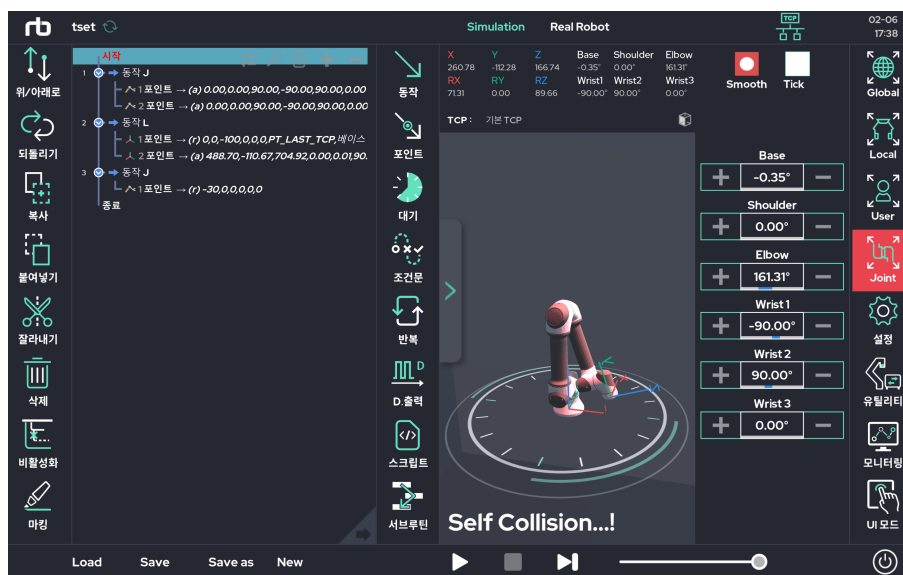 rb tset Simulation Real Robot TCP 02-06
17:38
위/아래로
되돌리기
복사
붙여넣기
잘라내기
삭제
비활성화
마킹
시작
1 동작 J
1 포인트 → (a) 0.00,0.00,90.00,-90.00,90.00,0.00
2 포인트 → (a) 0.00,0.00,90.00,-90.00,90.00,0.00
2 동작 L
1 포인트 → (r) 0,0,-100,0,0,0,PT_LAST_TCP,베이스
2 포인트 → (a) 488.70,-110.67,704.92,0.00,0.01,90.
3 동작 J
1 포인트 → (r) -30,0,0,0,0,0
종료
동작
포인트
대기
조건문
반복
D
D.출력
스크립트
서브루틴
X Y Z Base Shoulder Elbow
260.78 -112.28 166.74 -0.35° 0.00° 161.31°
RX RY RZ Wrist1 Wrist2 Wrist3
71.31 0.00 89.66 -90.00° 90.00° 0.00°
TCP : 기본 TCP
Self Collision...!
Smooth Tick
Base
-0.35°
Shoulder
0.00°
Elbow
161.31°
Wrist 1
-90.00°
Wrist 2
90.00°
Wrist 3
0.00°
Global
Local
User
Joint
설정
유틸리티
모니터링
UI 모드
Load Save Save as New